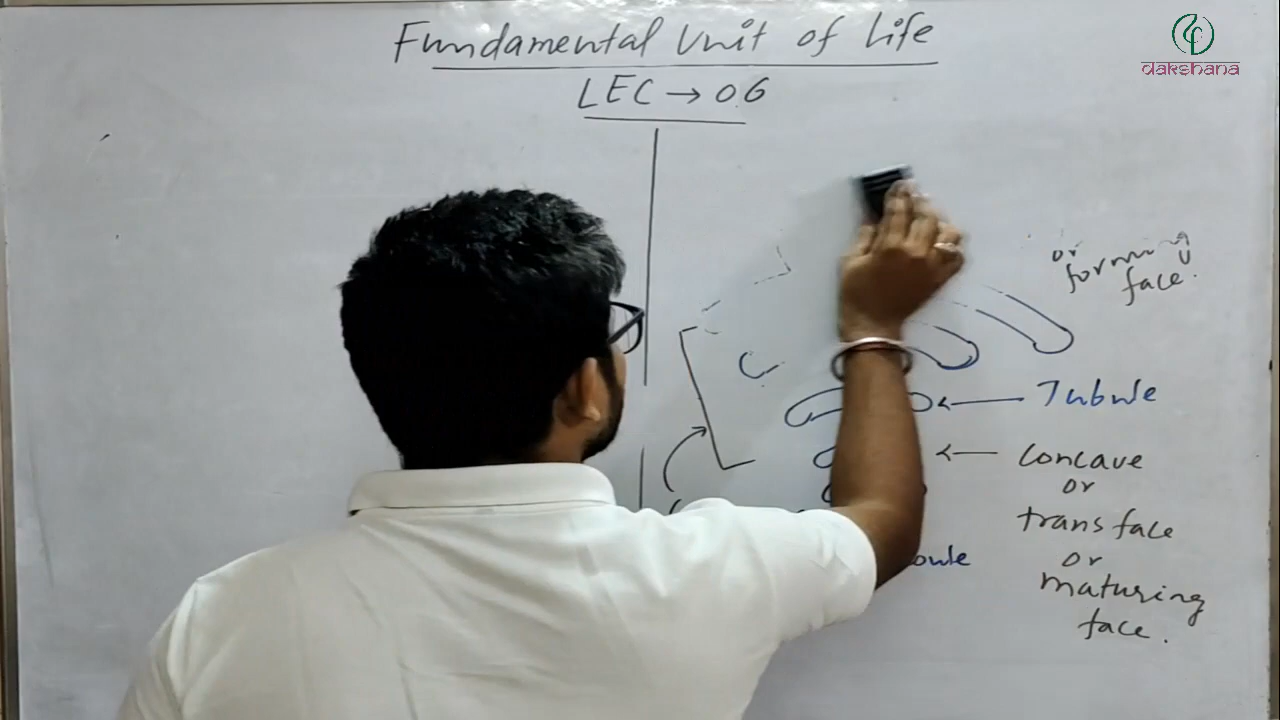 Fundamental Unit of Life
LEC → 06
dakshana
or
forming
face.
Tubule
Concave
or
trans face
or
maturing
face.